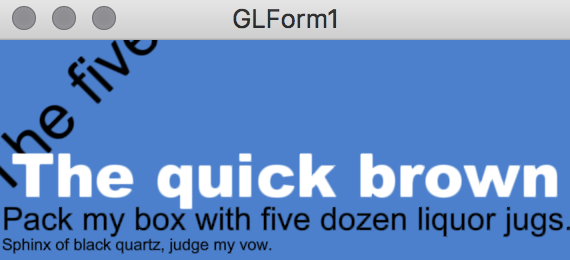 GLForm1
The five
The quick brown
Pack my box with five dozen liquor jugs.
Sphinx of black quartz, judge my vow.